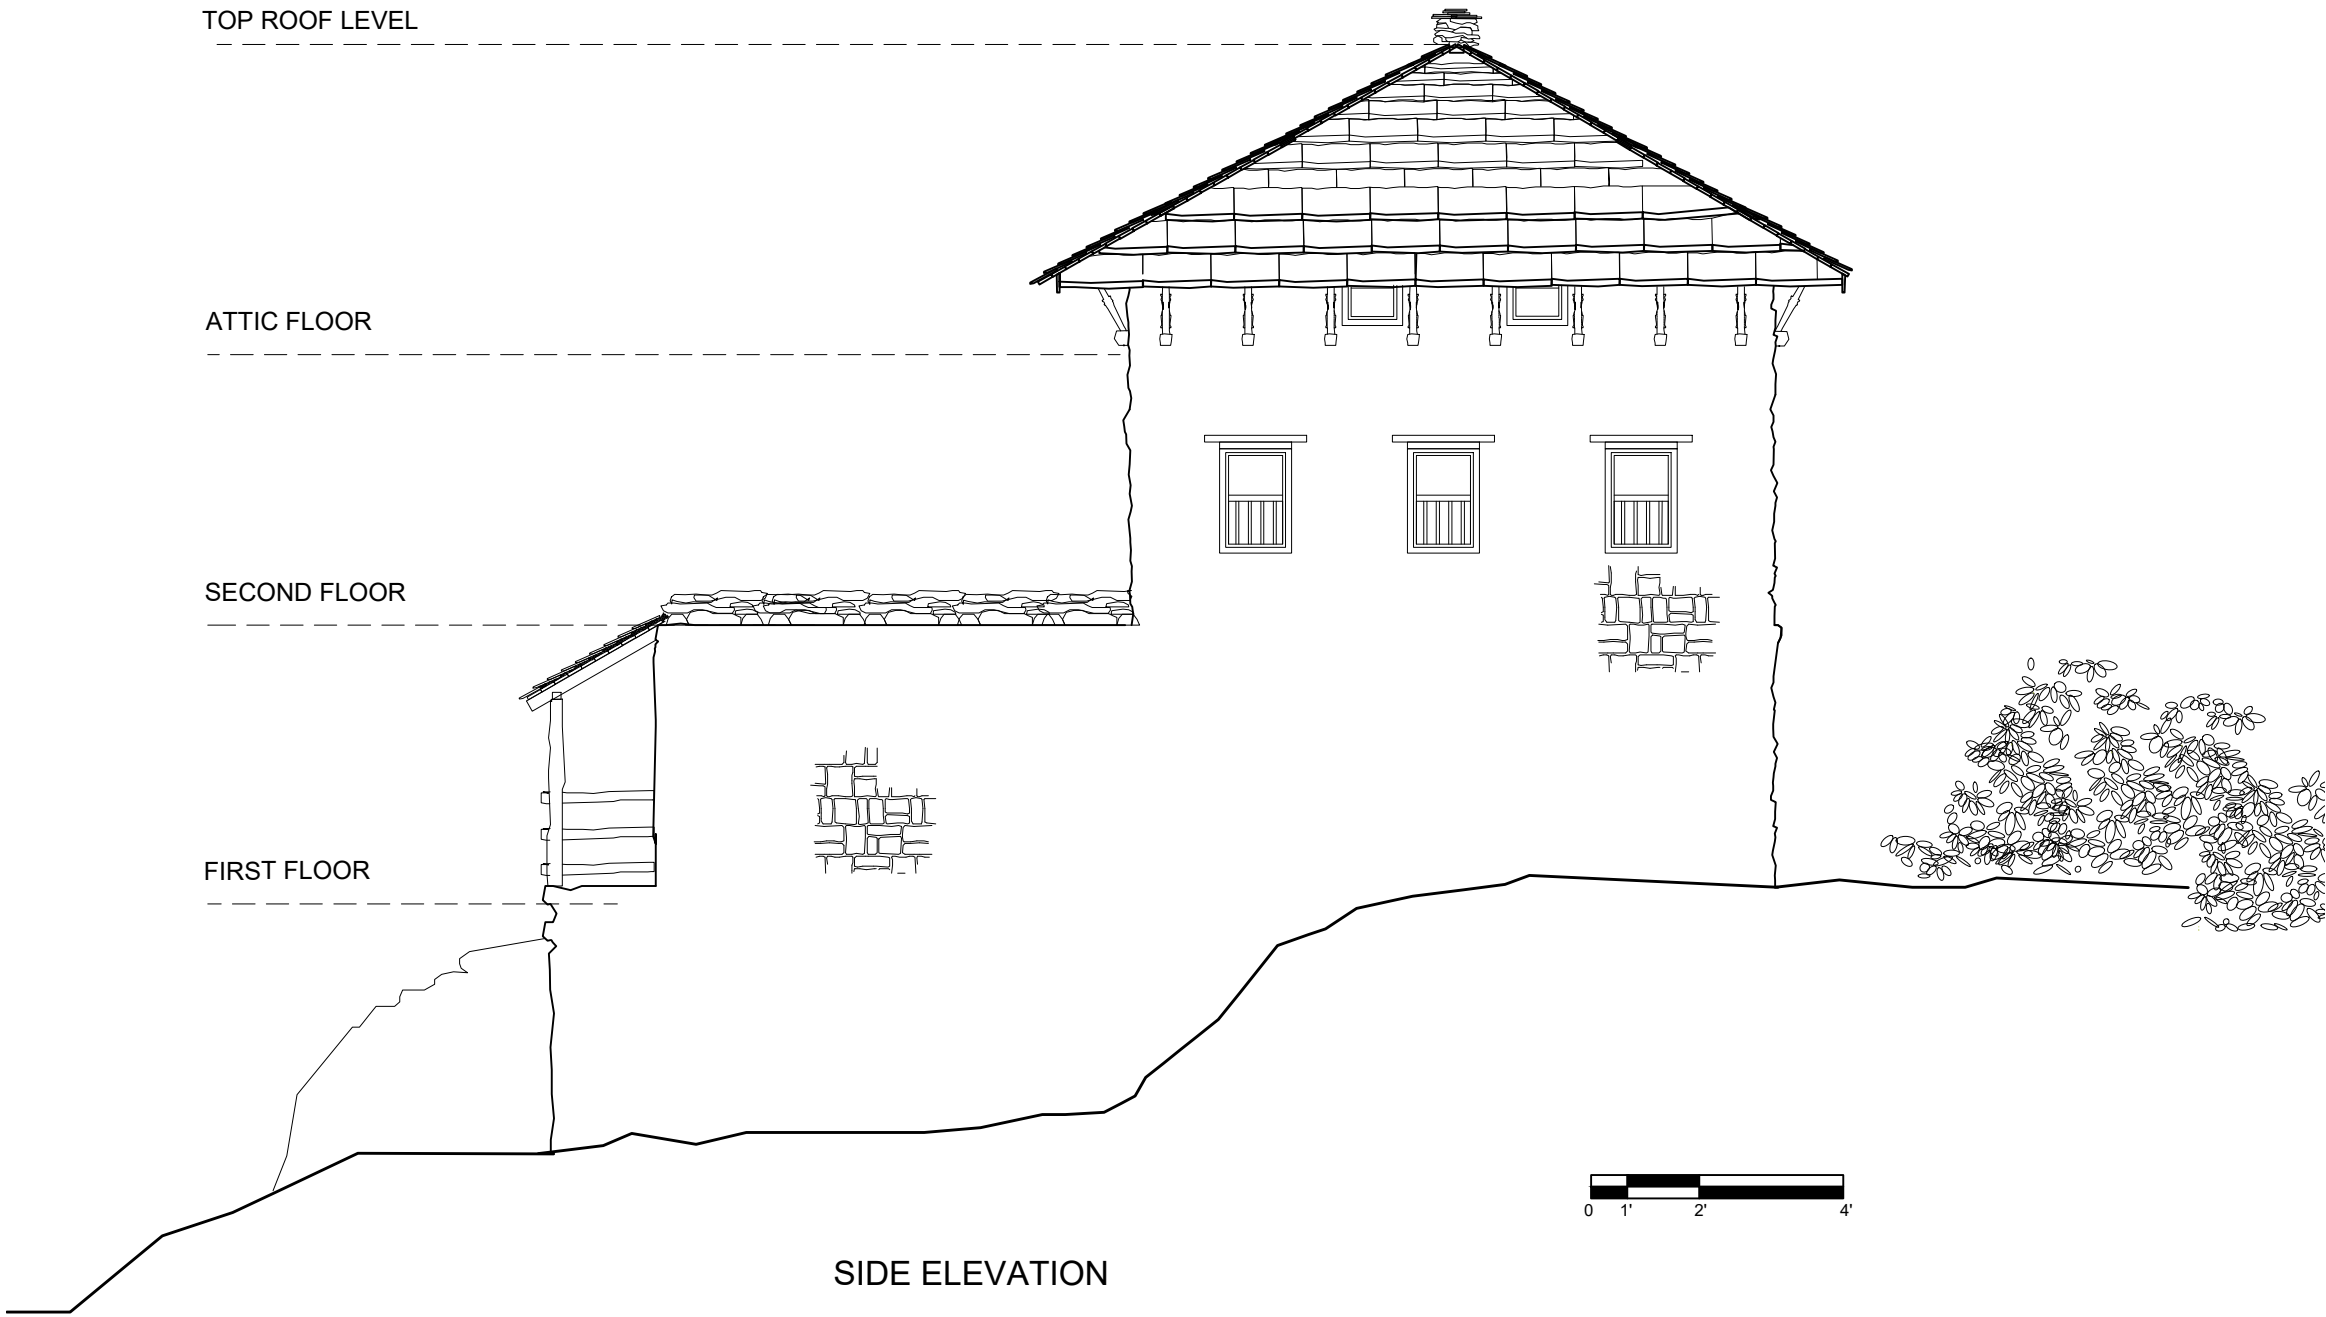 TOP ROOF LEVEL
ATTIC FLOOR
SECOND FLOOR
FIRST FLOOR
0 1' 2' 4'
SIDE ELEVATION